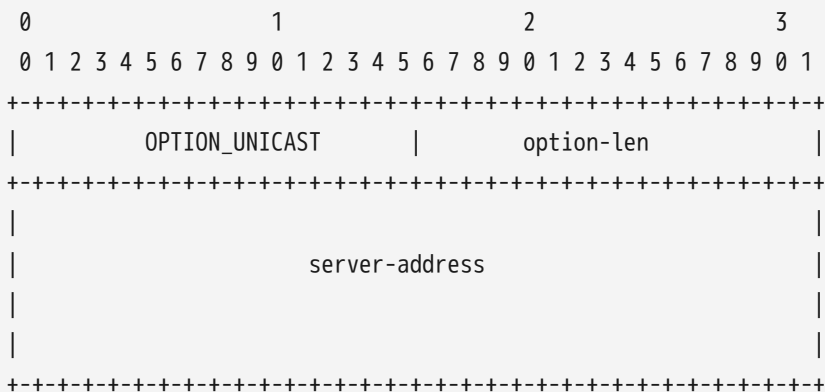 0                   1                   2                   3
 0 1 2 3 4 5 6 7 8 9 0 1 2 3 4 5 6 7 8 9 0 1 2 3 4 5 6 7 8 9 0 1
+-+-+-+-+-+-+-+-+-+-+-+-+-+-+-+-+-+-+-+-+-+-+-+-+-+-+-+-+-+-+-+-+
|          OPTION_UNICAST       |        option-len             |
+-+-+-+-+-+-+-+-+-+-+-+-+-+-+-+-+-+-+-+-+-+-+-+-+-+-+-+-+-+-+-+-+
|                                                               |
|                       server-address                          |
|                                                               |
|                                                               |
+-+-+-+-+-+-+-+-+-+-+-+-+-+-+-+-+-+-+-+-+-+-+-+-+-+-+-+-+-+-+-+-+